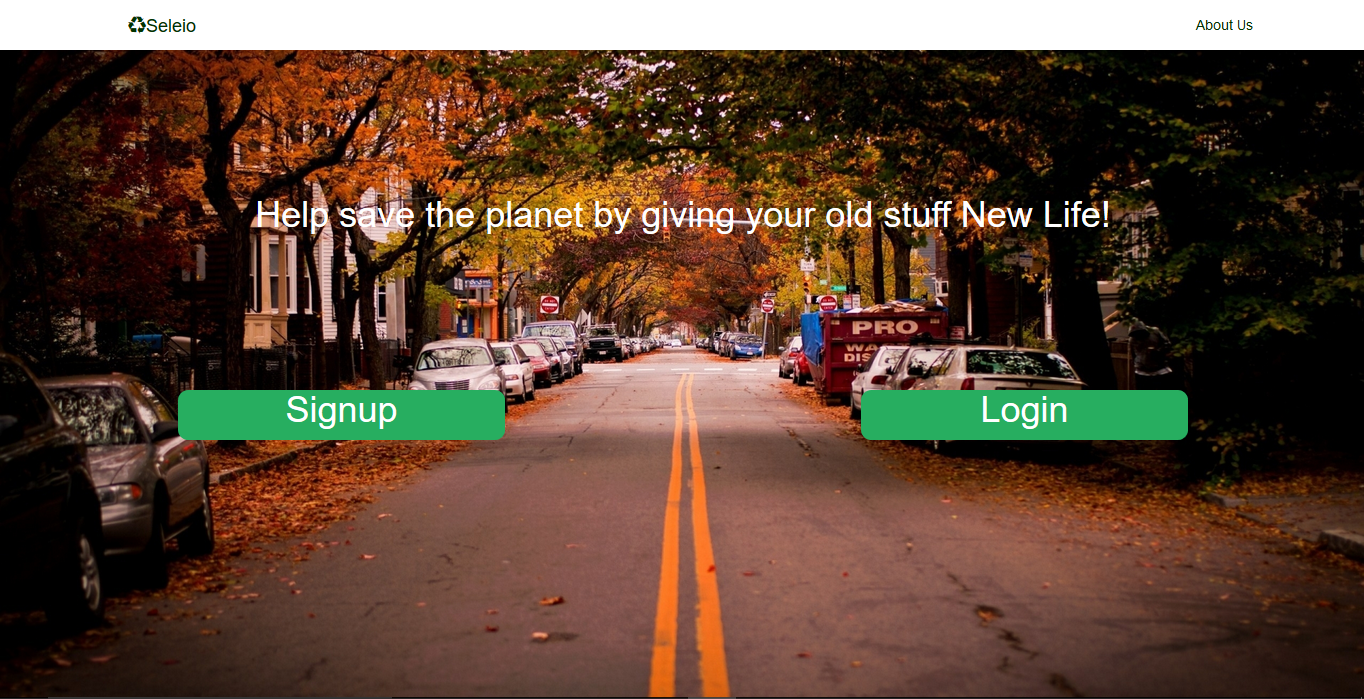 ♻Seleio
About Us
Help save the planet by giving your old stuff New Life!
PRO
WA
DIS
Signup
Login